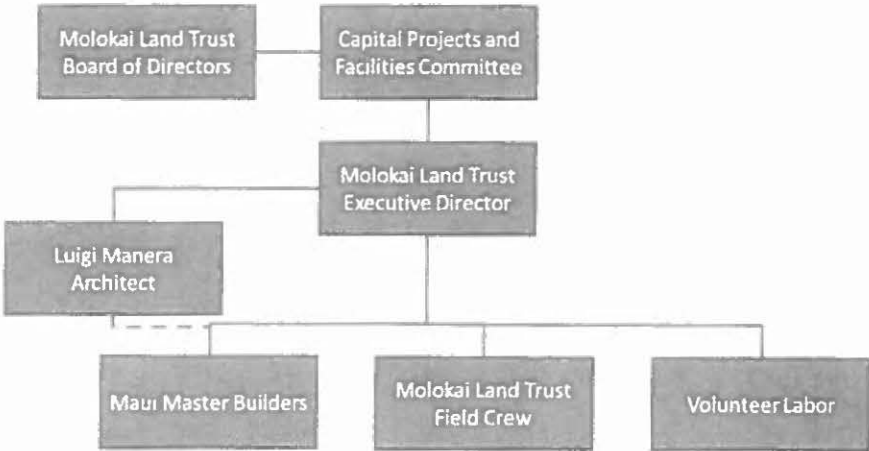 Molokai Land Trust
Board of Directors
Capital Projects and
Facilities Committee
Molokai Land Trust
Executive Director
Luigi Manera
Architect
Maui Master Builders
Molokai Land Trust
Field Crew
Volunteer Labor